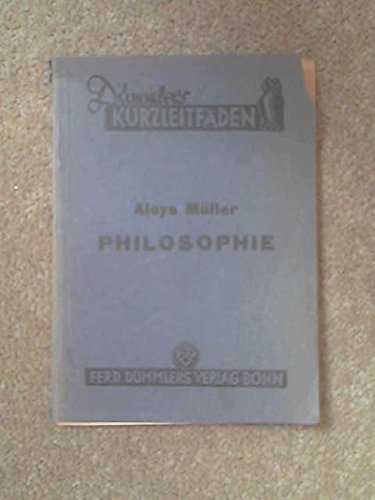 Dümmlers
KURZLEITFADEN
Aloys Müller
PHILOSOPHIE
FERD. DÜMMLERS VERLAG BONN